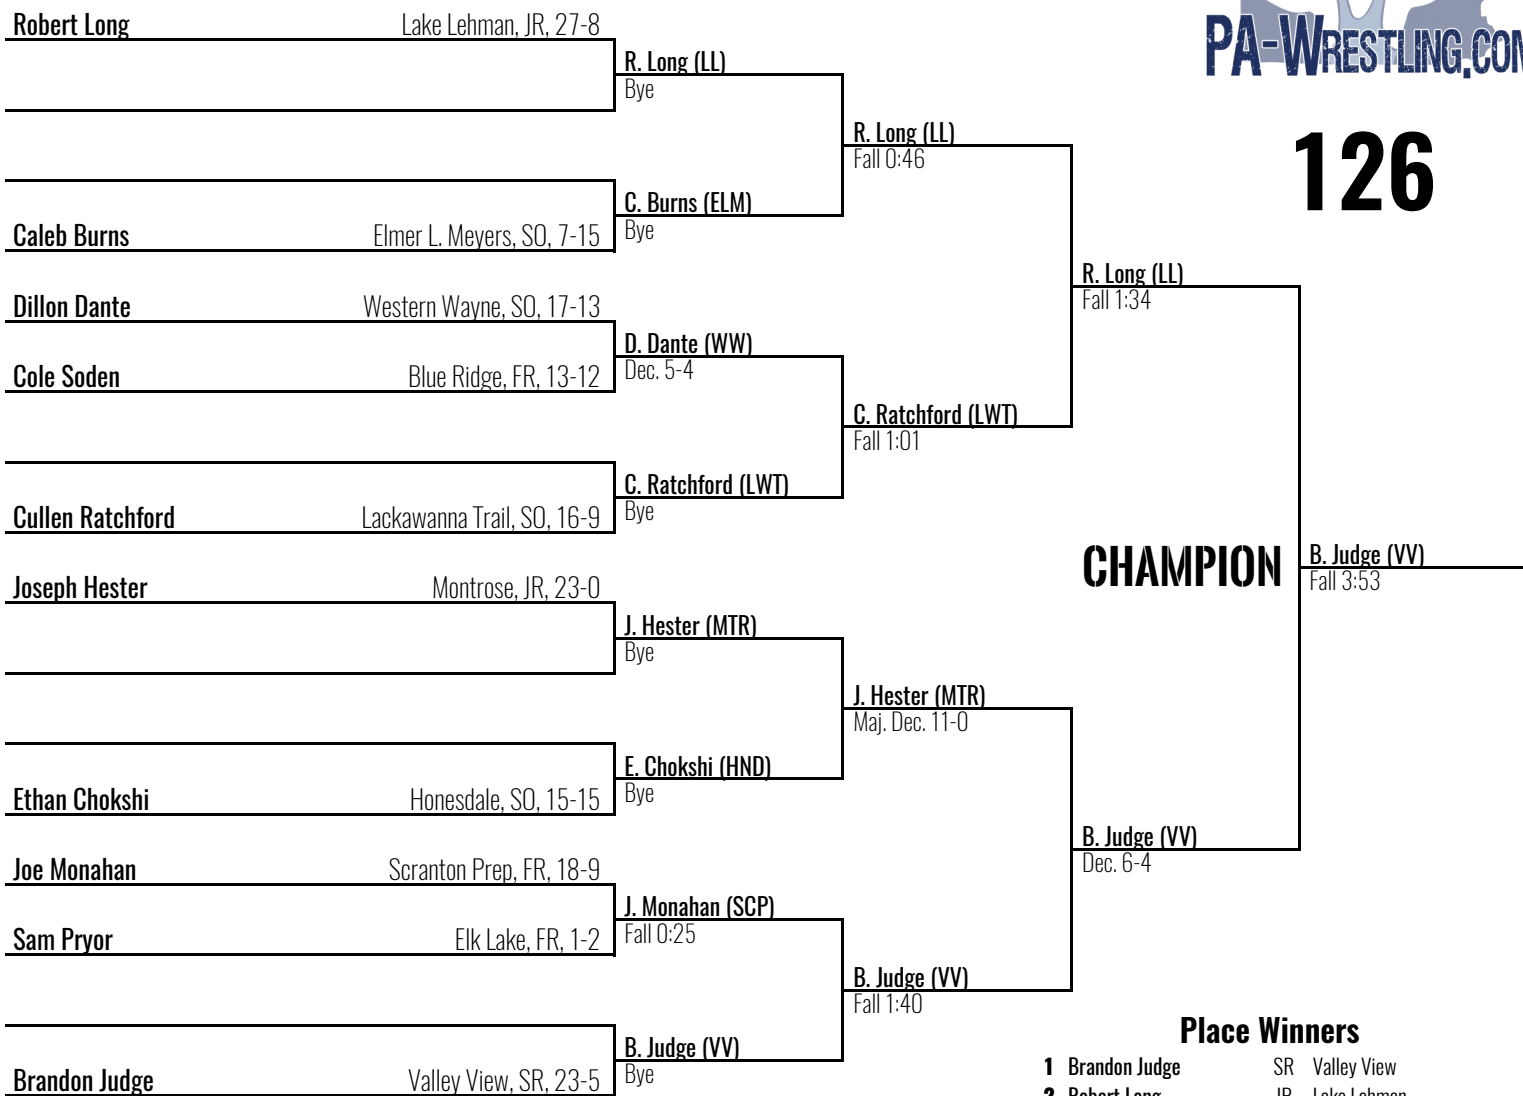 Robert Long Lake Lehman, JR, 27-8
R. Long (LL)
Bye
C. Burns (ELM)
Bye
Caleb Burns Elmer L. Meyers, SO, 7-15
R. Long (LL)
Fall 0:46
Dillon Dante Western Wayne, SO, 17-13
D. Dante (WW)
Dec. 5-4
Cole Soden Blue Ridge, FR, 13-12
C. Ratchford (LWT)
Fall 1:01
C. Ratchford (LWT)
Bye
Cullen Ratchford Lackawanna Trail, SO, 16-9
R. Long (LL)
Fall 1:34
Joseph Hester Montrose, JR, 23-0
J. Hester (MTR)
Bye
J. Hester (MTR)
Maj. Dec. 11-0
E. Chokshi (HND)
Bye
Ethan Chokshi Honesdale, SO, 15-15
Joe Monahan Scranton Prep, FR, 18-9
J. Monahan (SCP)
Fall 0:25
Sam Pryor Elk Lake, FR, 1-2
B. Judge (VV)
Fall 1:40
B. Judge (VV)
Bye
Brandon Judge Valley View, SR, 23-5
B. Judge (VV)
Dec. 6-4
CHAMPION
B. Judge (VV)
Fall 3:53
PA-WRESTLING.COM
126
Place Winners
1 Brandon Judge SR Valley View
2 Robert Long JR Lake Lehman